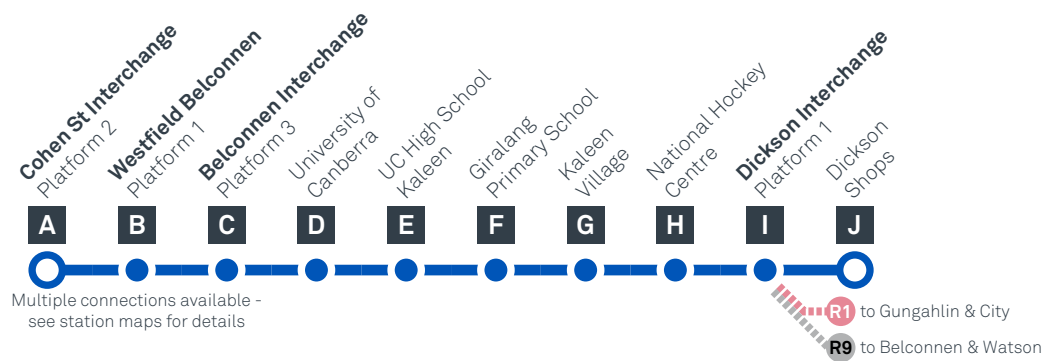 Cohen St Interchange
Platform 2
Westfield Belconnen
Platform 1
Belconnen Interchange
Platform 3
University of
Canberra
UC High School
Kaleen
Giralang
Primary School
Kaleen
Village
National Hockey
Centre
Dickson Interchange
Platform 1
Dickson
Shops
A
B
C
D
E
F
G
H
I
J
Multiple connections available -
see station maps for details
R1 to Gungahlin & City
R9 to Belconnen & Watson